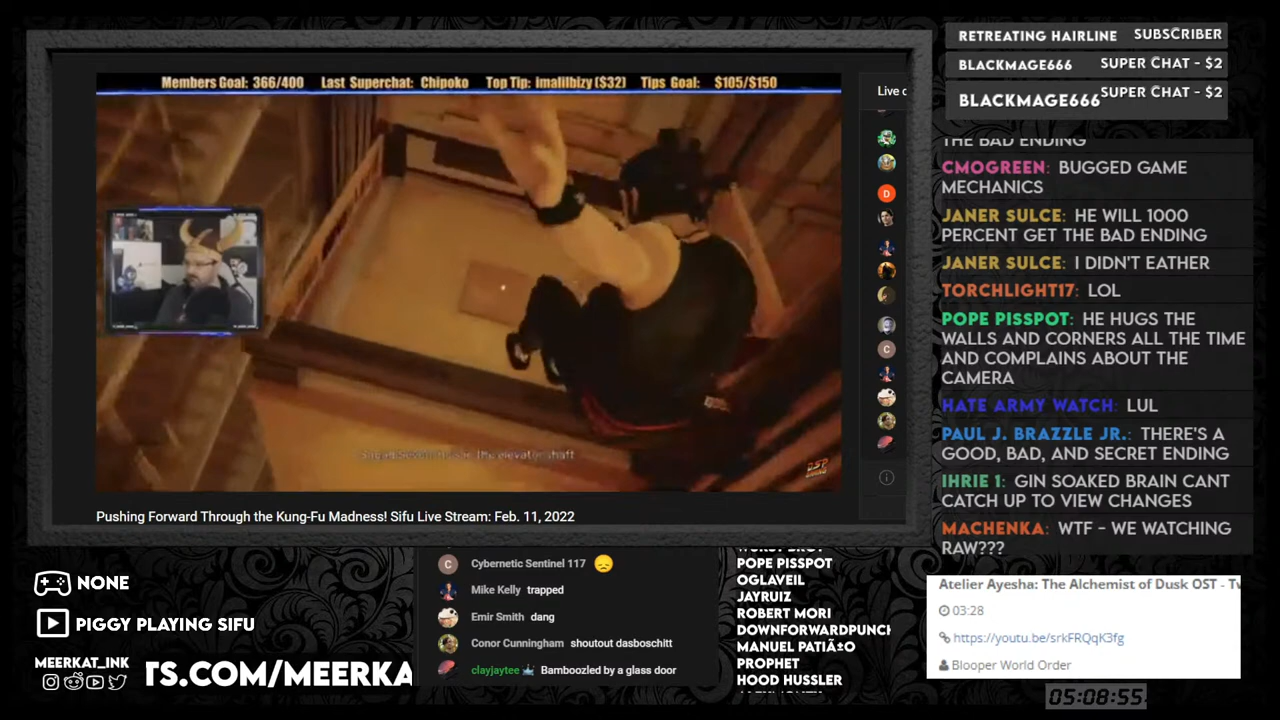 Members Goal: 366/400 Last Superchat: Chipoko Top Tip: imalilbizy ($32) Tips Goal: $105/$150
Live c
D
C
C
DSP
Pushing Forward Through the Kung-Fu Madness! Sifu Live Stream: Feb. 11, 2022
RETREATING HAIRLINE SUBSCRIBER
BLACKMAGE666 SUPER CHAT - $2
BLACKMAGE666 SUPER CHAT - $2
THE BAD ENDING
CMOGREEN: BUGGED GAME
MECHANICS
JANER SULCE: HE WILL 1000
PERCENT GET THE BAD ENDING
JANER SULCE: I DIDN'T EATHER
TORCHLIGHT17: LOL
POPE PISSPOT: HE HUGS THE
WALLS AND CORNERS ALL THE TIME
AND COMPLAINS ABOUT THE
CAMERA
HATE ARMY WATCH: LUL
PAUL J. BRAZZLE JR.: THERE'S A
GOOD, BAD, AND SECRET ENDING
IHRIE 1: GIN SOAKED BRAIN CANT
CATCH UP TO VIEW CHANGES
MACHENKA: WTF - WE WATCHING
RAW???
NONE
PIGGY PLAYING SIFU
MEERKAT_INK
TS.COM/MEERKA
C Cybernetic Sentinel 117
Mike Kelly trapped
Emir Smith dang
Conor Cunningham shoutout dasboschitt
clayjaytee Bamboozled by a glass door
POPE PISSPOT
OGLAVEIL
JAYRUIZ
ROBERT MORI
DOWNFORWARDPUNCH
MANUEL PATIÃ±O
PROPHET
HOOD HUSSLER
Atelier Ayesha: The Alchemist of Dusk OST - Tw
03:28
https://youtu.be/srkFRQqK3fg
Blooper World Order
05:08:55